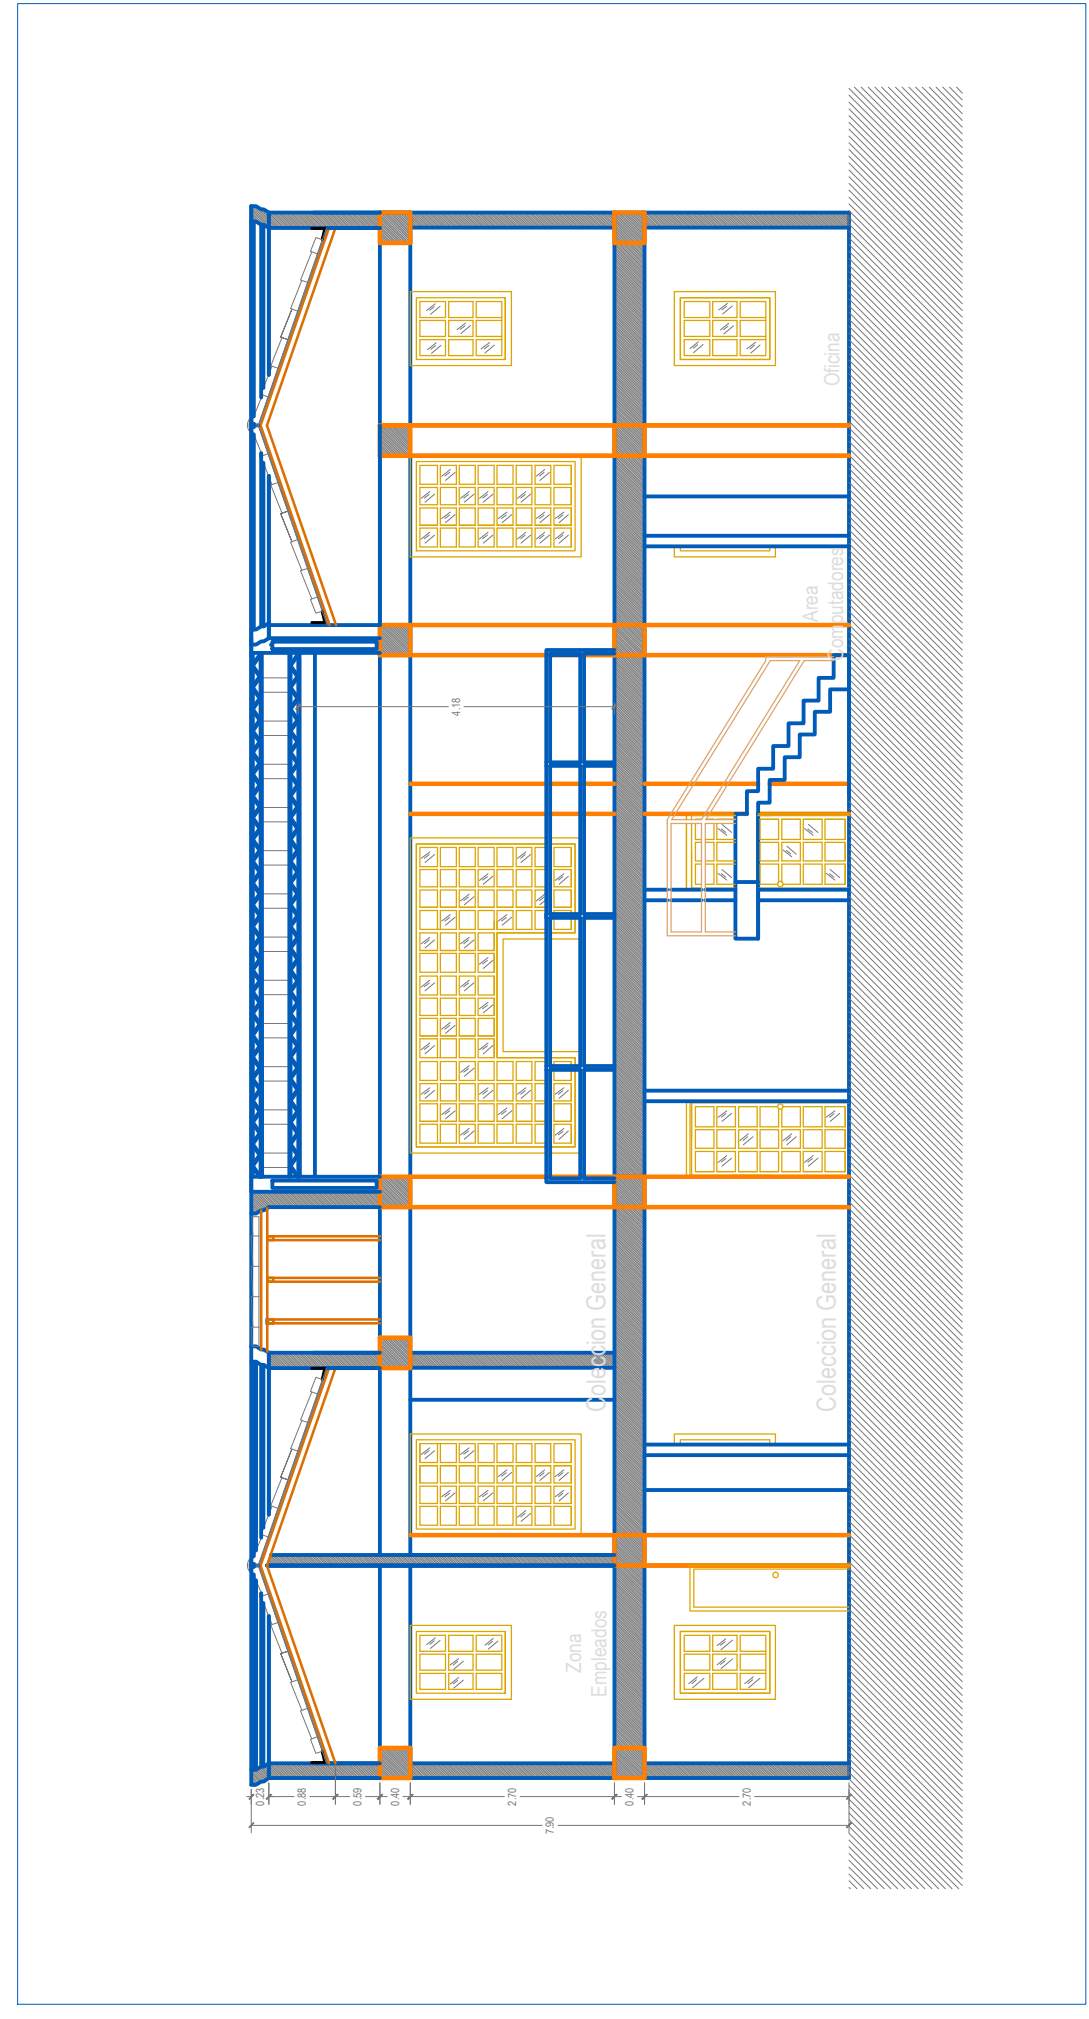 4.18
Zona
Empleados
Coleccion General
Oficina
Area
Computadores
Coleccion General
0.23
0.88
0.59
0.40
2.70
0.40
2.70
7.90